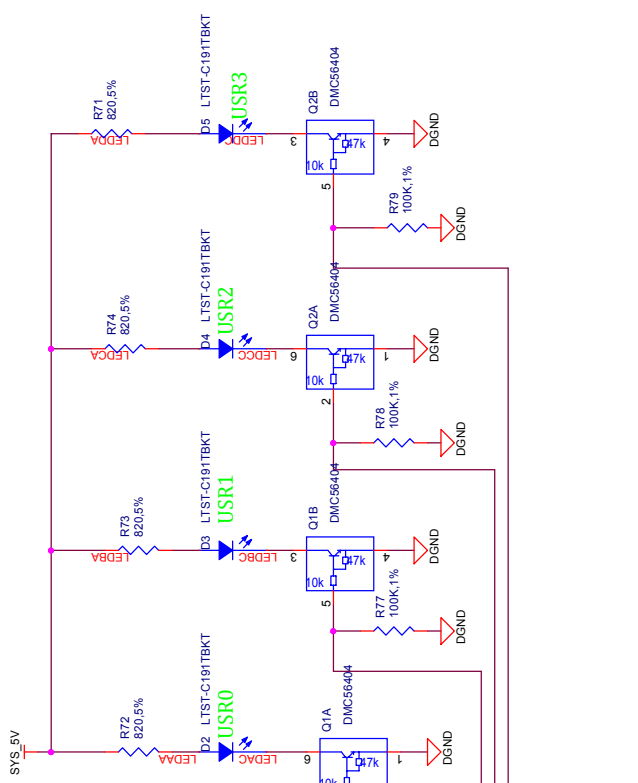 R71
820,5%
LEDDA
D5
LTST-C191TBKT
USR3
LEDDC
3
Q2B
DMC56404
47k
10k
4
DGND
5
R79
100K,1%
DGND
R74
820,5%
LEDCA
D4
LTST-C191TBKT
USR2
LEDCC
6
Q2A
DMC56404
47k
10k
1
DGND
2
R78
100K,1%
DGND
R73
820,5%
LEDBA
D3
LTST-C191TBKT
USR1
LEDBC
3
Q1B
DMC56404
47k
10k
4
DGND
5
R77
100K,1%
DGND
SYS_5V
R72
820,5%
LEDAA
D2
LTST-C191TBKT
USR0
LEDAC
6
Q1A
DMC56404
47k
10k
1
DGND